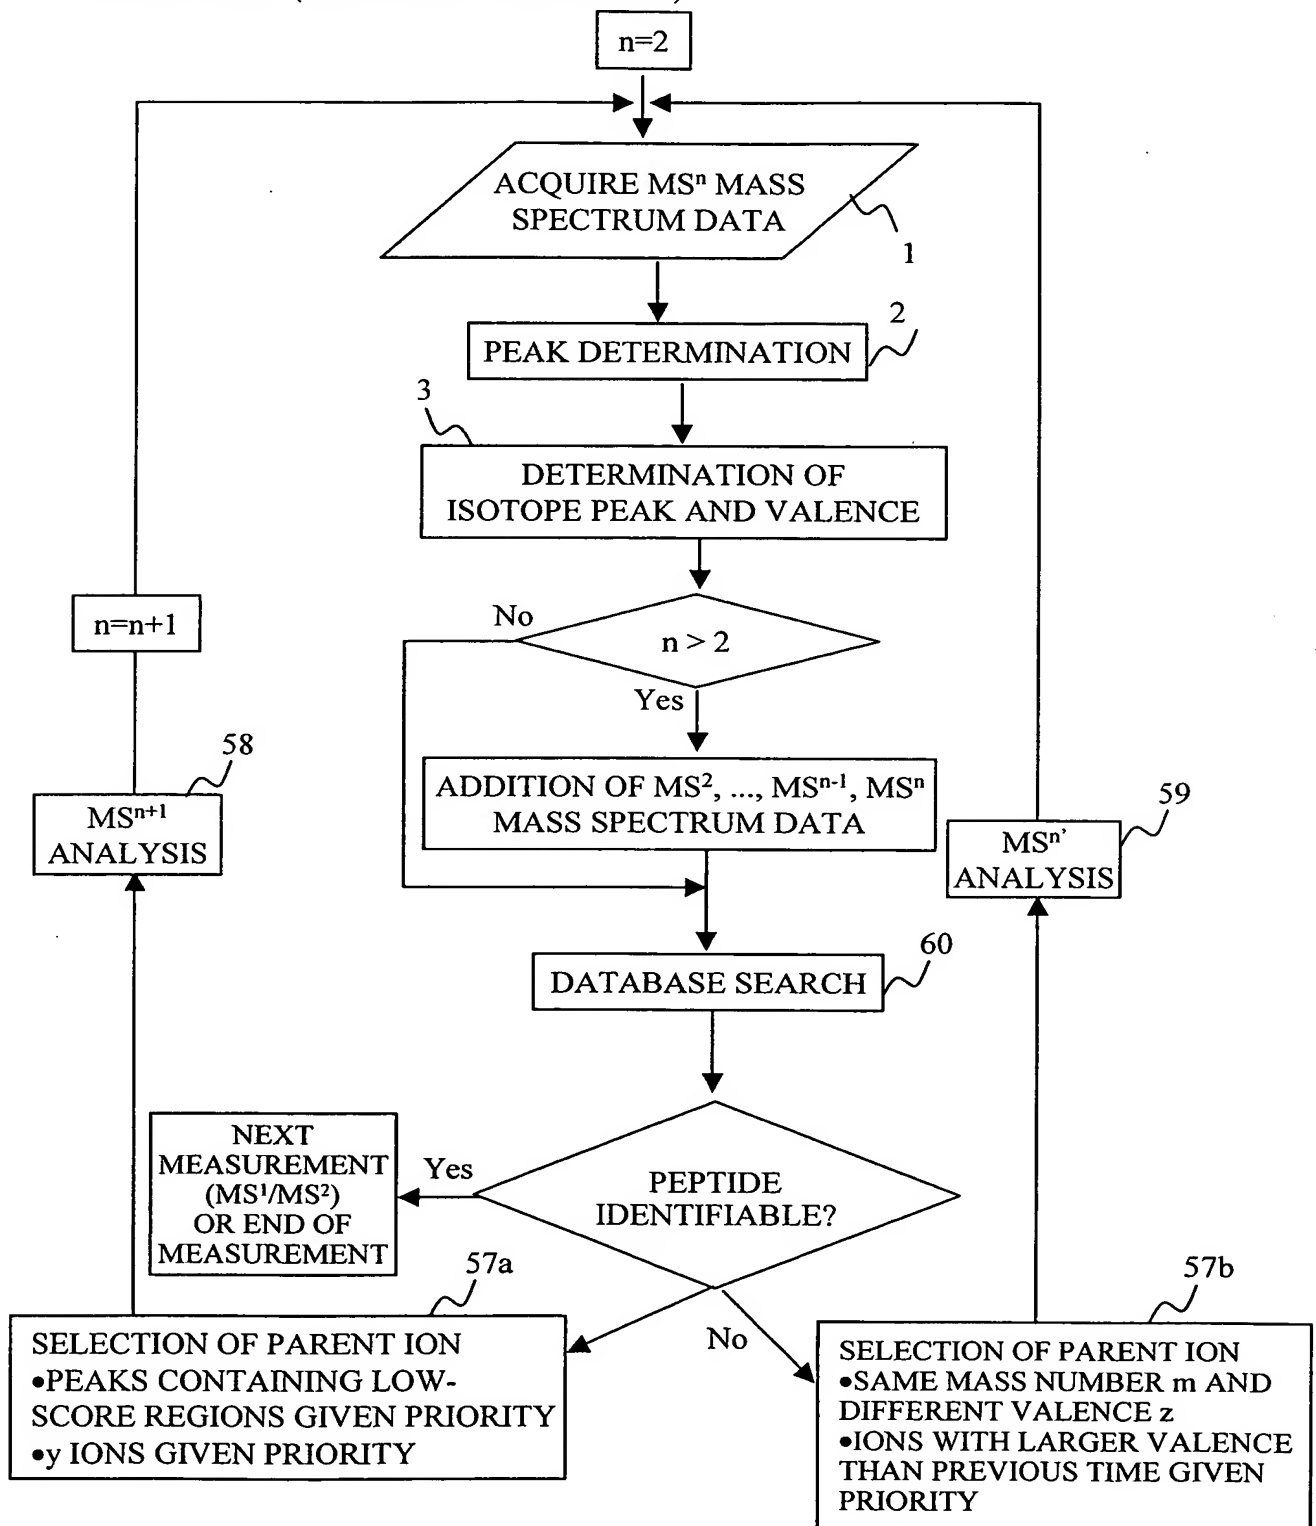 n=2
ACQUIRE MSⁿ MASS
SPECTRUM DATA
1
PEAK DETERMINATION
2
3
DETERMINATION OF
ISOTOPE PEAK AND VALENCE
n > 2
No
Yes
n=n+1
ADDITION OF MS², ..., MSⁿ⁻¹, MSⁿ
MASS SPECTRUM DATA
58
MSⁿ⁺¹
ANALYSIS
59
MSⁿ'
ANALYSIS
60
DATABASE SEARCH
PEPTIDE
IDENTIFIABLE?
Yes
NEXT
MEASUREMENT
(MS¹/MS²)
OR END OF
MEASUREMENT
No
57a
SELECTION OF PARENT ION
•PEAKS CONTAINING LOW-
SCORE REGIONS GIVEN PRIORITY
•y IONS GIVEN PRIORITY
57b
SELECTION OF PARENT ION
•SAME MASS NUMBER m AND
DIFFERENT VALENCE z
•IONS WITH LARGER VALENCE
THAN PREVIOUS TIME GIVEN
PRIORITY